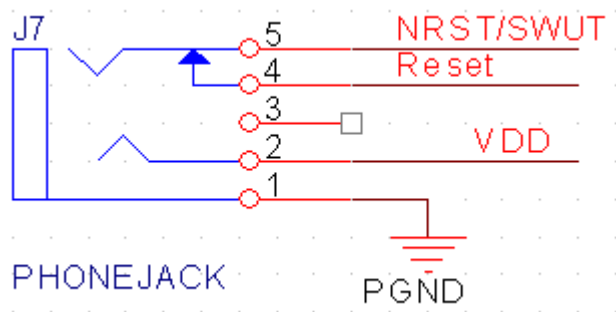 J7
5 NRST/SWUT
4 Reset
3
2 VDD
1
PHONEJACK
PGND